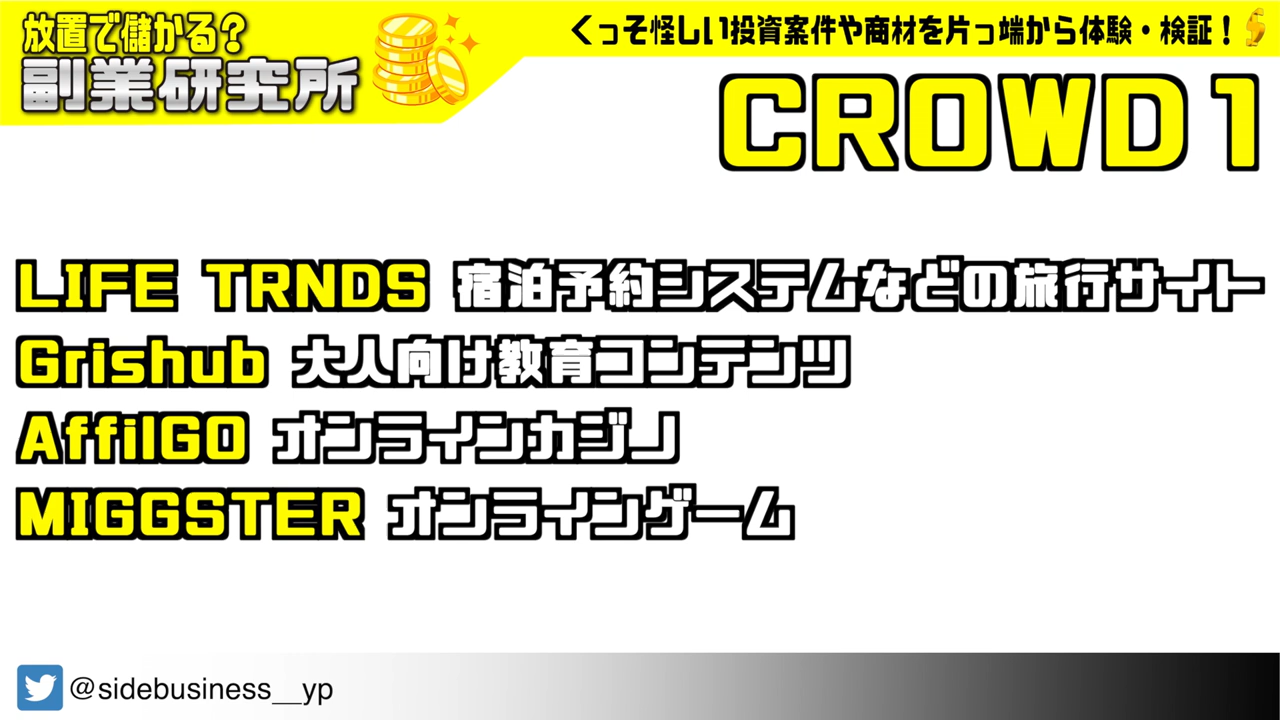 放置で儲かる？
副業研究所
くっそ怪しい投資案件や商材を片っ端から体験・検証！
CROWD1
LIFE TRNDS 宿泊予約システムなどの旅行サイト
Grishub 大人向け教育コンテンツ
AffilGO オンラインカジノ
MIGGSTER オンラインゲーム
@sidebusiness__yp